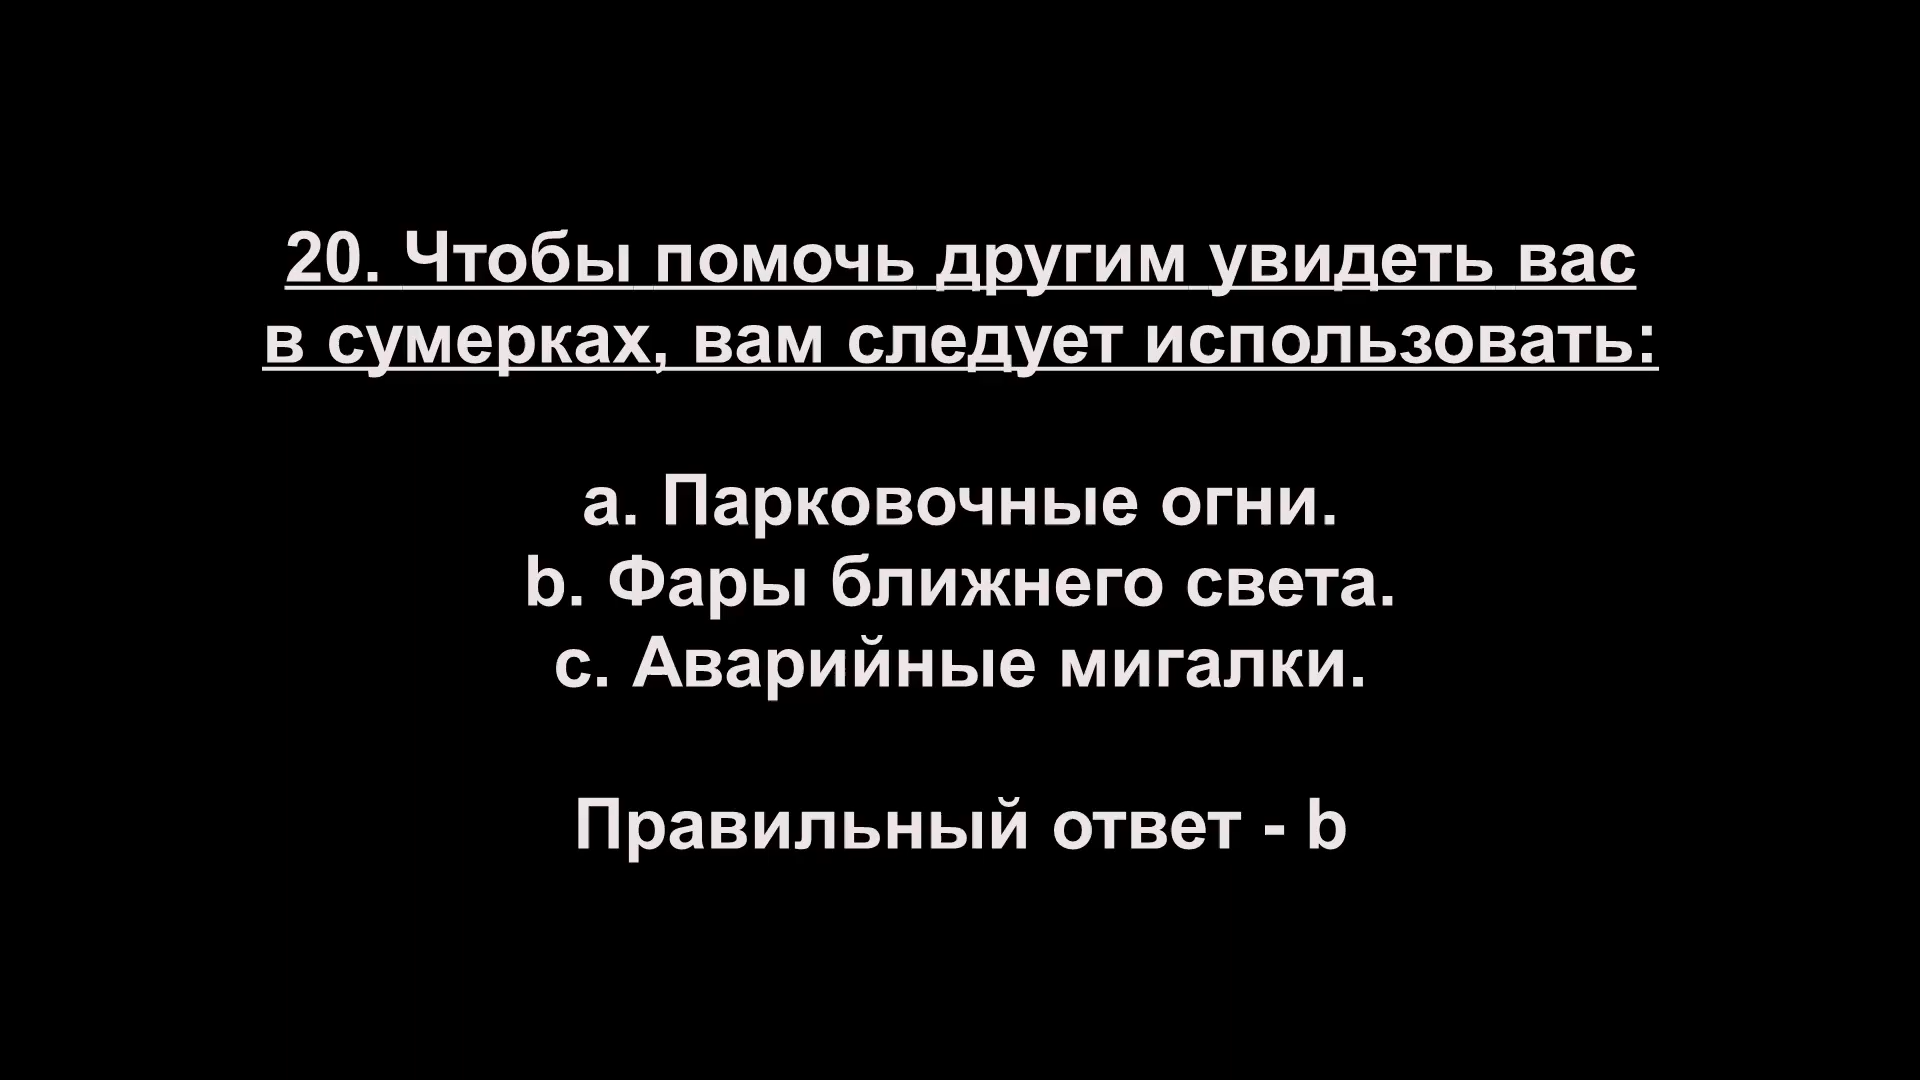 20. Чтобы помочь другим увидеть вас
в сумерках, вам следует использовать:
a. Парковочные огни.
b. Фары ближнего света.
c. Аварийные мигалки.
Правильный ответ - b